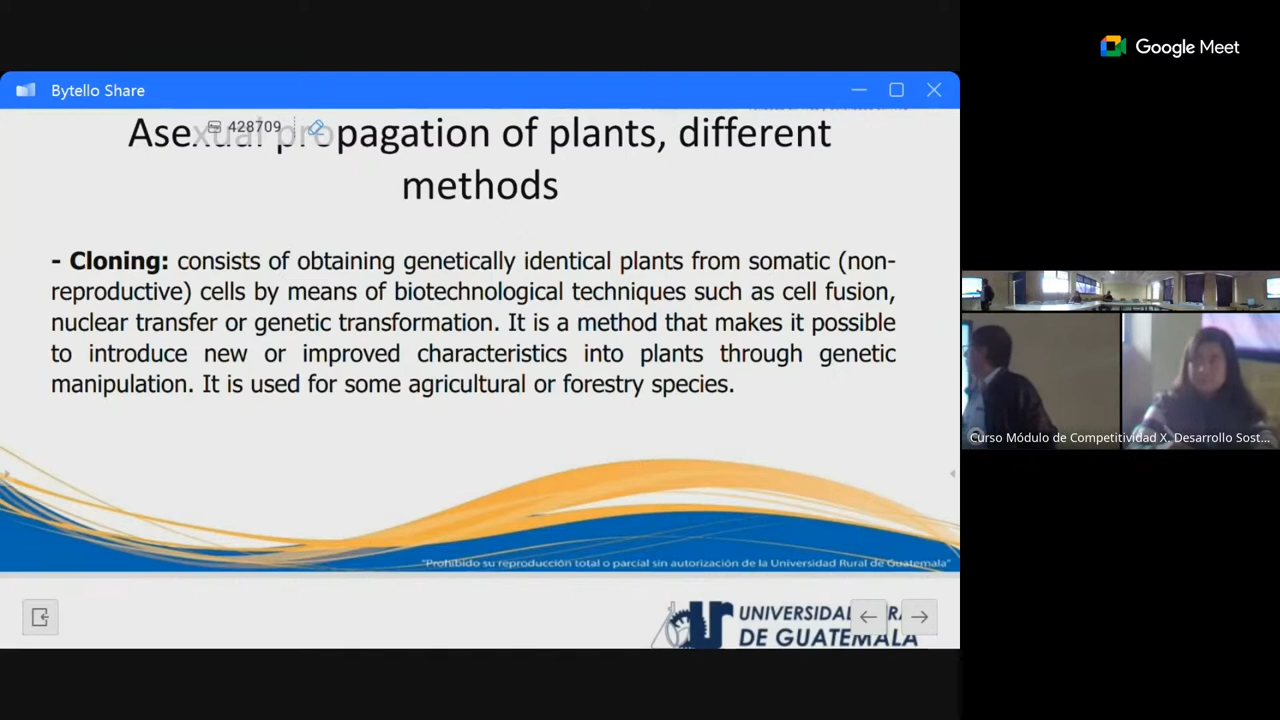 Google Meet
Bytello Share
428709
Asexual propagation of plants, different
methods
- Cloning: consists of obtaining genetically identical plants from somatic (non-
reproductive) cells by means of biotechnological techniques such as cell fusion,
nuclear transfer or genetic transformation. It is a method that makes it possible
to introduce new or improved characteristics into plants through genetic
manipulation. It is used for some agricultural or forestry species.
Curso Módulo de Competitividad X. Desarrollo Sost...
"Prohibido su reproducción total o parcial sin autorización de la Universidad Rural de Guatemala"
ur UNIVERSIDAD RURAL
DE GUATEMALA